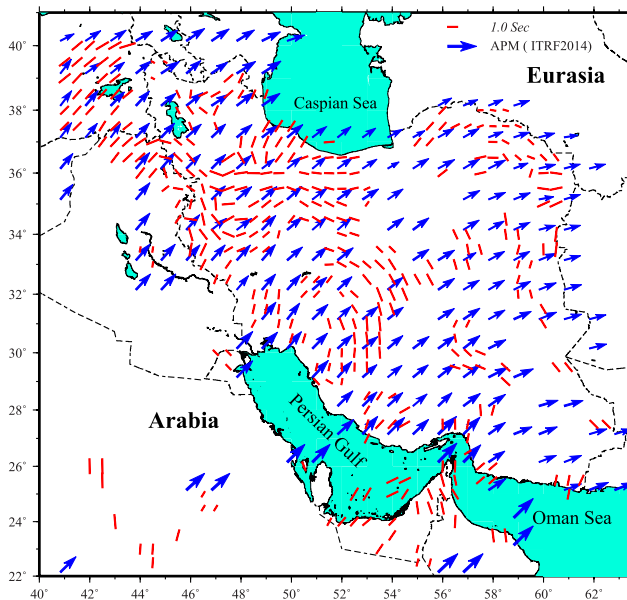 1.0 Sec
APM ( ITRF2014)
Eurasia
Caspian Sea
Arabia
Persian Gulf
Oman Sea
40°
38°
36°
34°
32°
30°
28°
26°
24°
22°
40° 42° 44° 46° 48° 50° 52° 54° 56° 58° 60° 62°